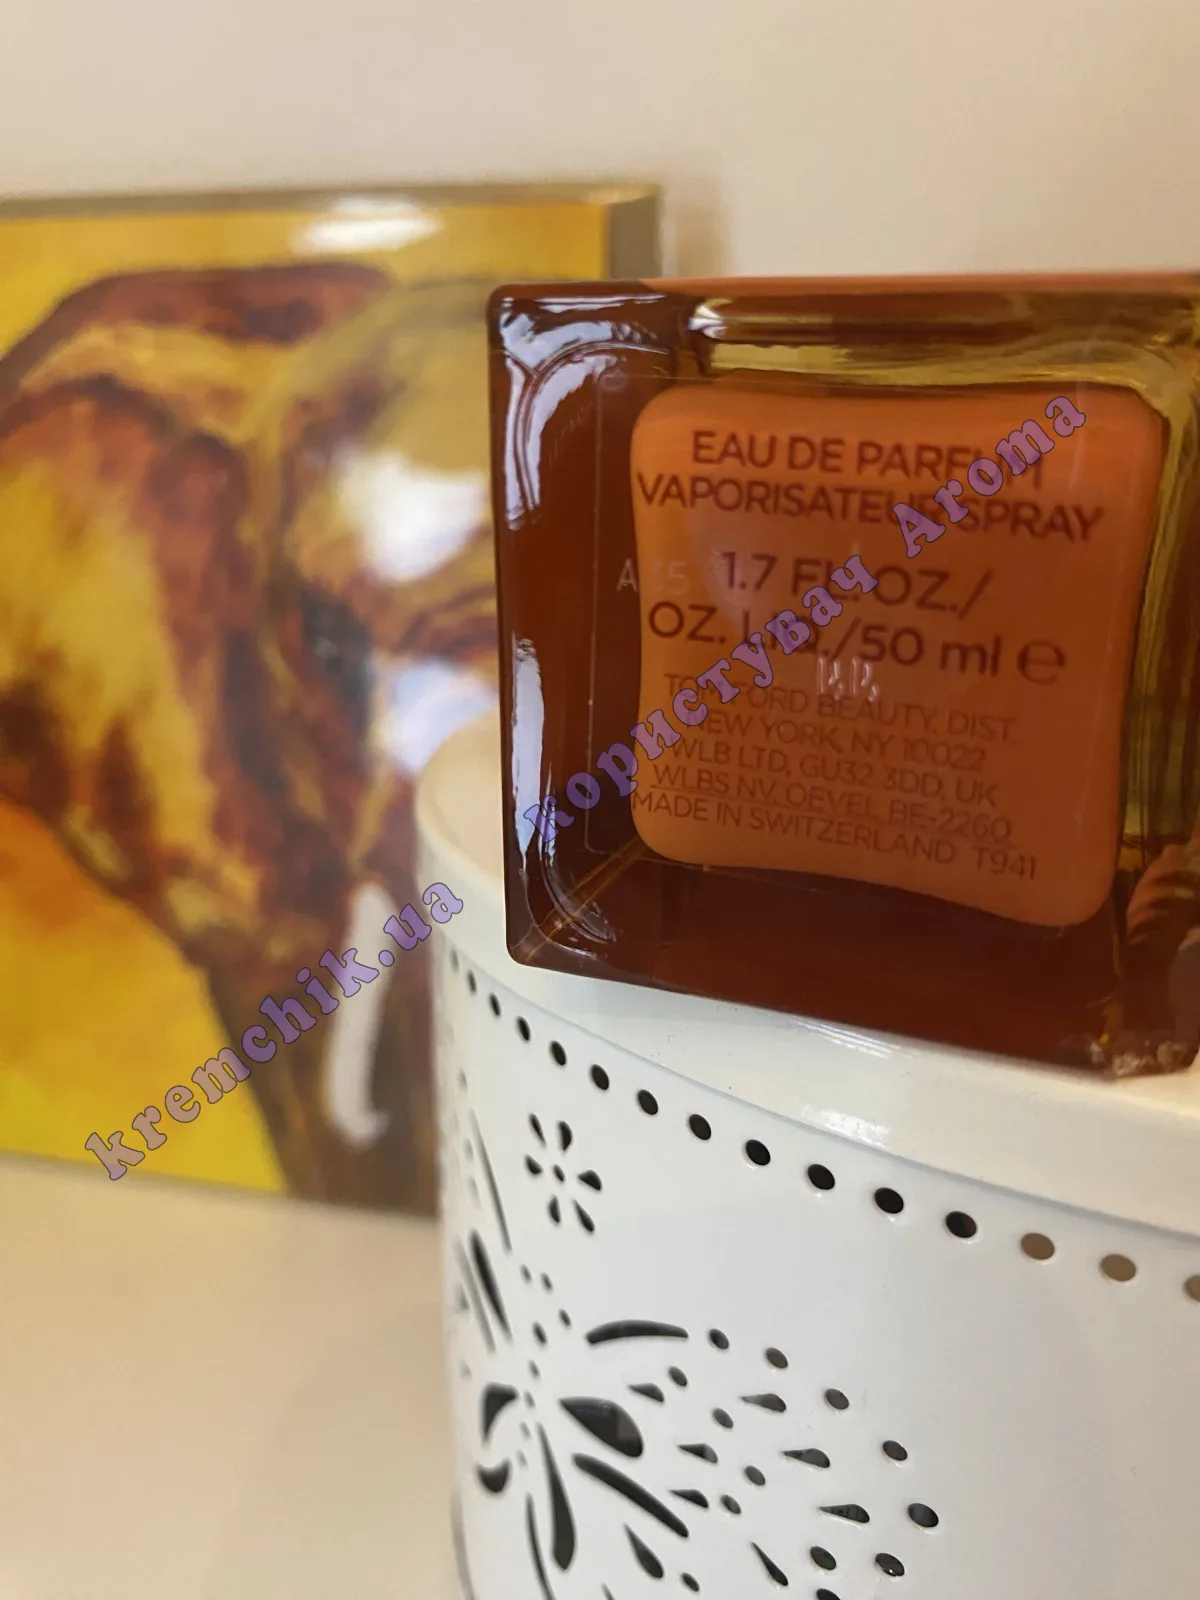 EAU DE PARFUM
VAPORISATEUR SPRAY
1.7 FL. OZ./
OZ. LIQ./50 ml ℮
TOM FORD BEAUTY, DIST.
NEW YORK, NY 10022
WLB LTD, GU32 3DD, UK
WLBS NV, OEVEL BE-2260
MADE IN SWITZERLAND T941
kremchik.ua користувач Aroma